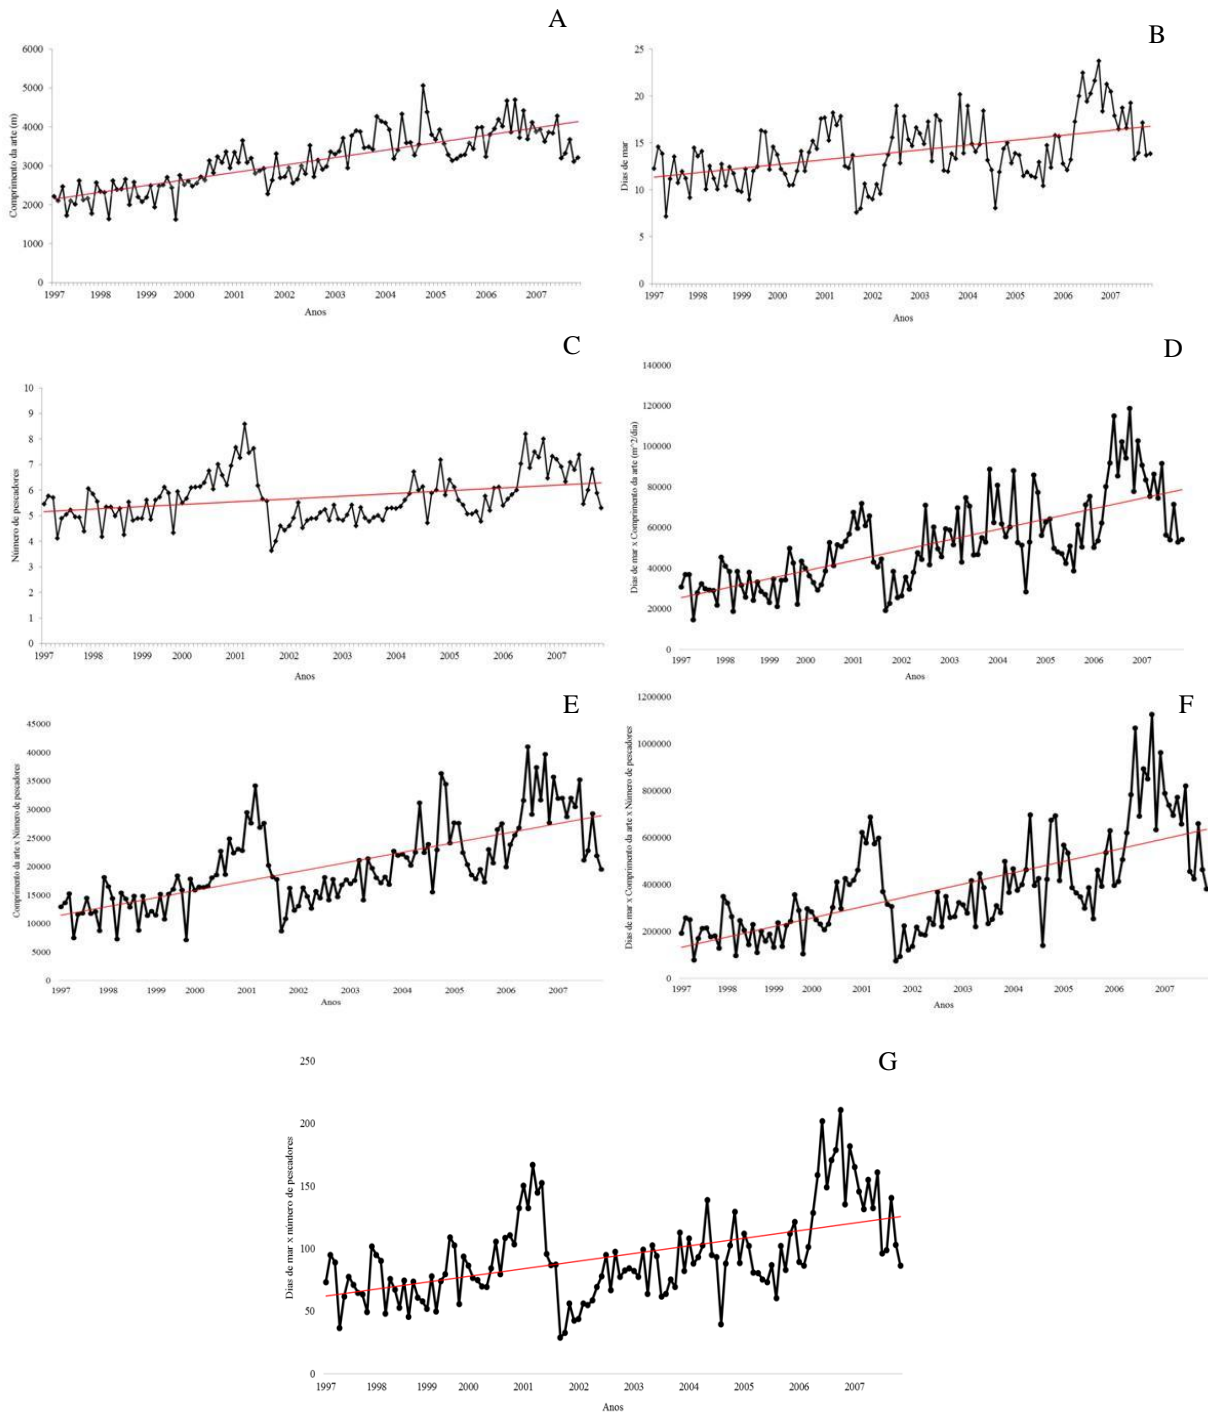 A
6000
5000
4000
3000
2000
1000
0
Comprimento da arte (m)
1997 1998 1999 2000 2001 2002 2003 2004 2005 2006 2007
Anos
B
25
20
15
10
5
0
Dias de mar
1997 1998 1999 2000 2001 2002 2003 2004 2005 2006 2007
Anos
C
10
9
8
7
6
5
4
3
2
1
0
Número de pescadores
1997 1998 1999 2000 2001 2002 2003 2004 2005 2006 2007
Anos
D
140000
120000
100000
80000
60000
40000
20000
0
Dias de mar x Comprimento da arte (m^2/dia)
1997 1998 1999 2000 2001 2002 2003 2004 2005 2006 2007
Anos
E
45000
40000
35000
30000
25000
20000
15000
10000
5000
0
Comprimento da arte x Número de pescadores
1997 1998 1999 2000 2001 2002 2003 2004 2005 2006 2007
Anos
F
1200000
1000000
800000
600000
400000
200000
0
Dias de mar x Comprimento da arte x Número de pescadores
1997 1998 1999 2000 2001 2002 2003 2004 2005 2006 2007
Anos
G
250
200
150
100
50
0
Dias de mar x número de pescadores
1997 1998 1999 2000 2001 2002 2003 2004 2005 2006 2007
Anos